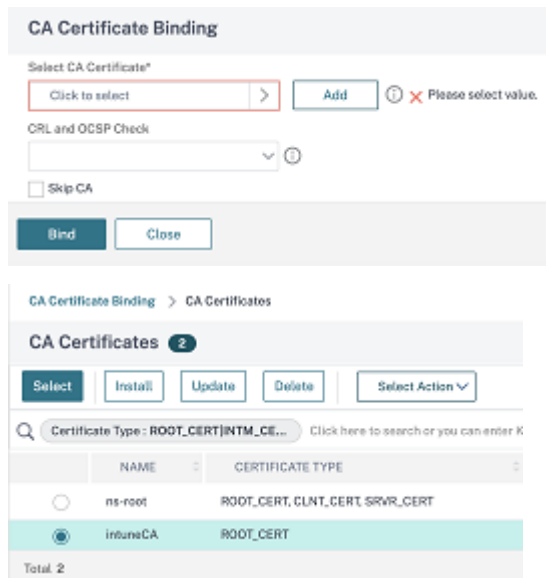 CA Certificate Binding
Select CA Certificate*
Click to select
Add
Please select value.
CRL and OCSP Check
Skip CA
Bind Close
CA Certificate Binding > CA Certificates
CA Certificates 2
Select Install Update Delete Select Action
Certificate Type : ROOT_CERT|INTM_CE... Click here to search or you can enter K
NAME CERTIFICATE TYPE
ns-root ROOT_CERT, CLNT_CERT, SRVR_CERT
intuneCA ROOT_CERT
Total 2